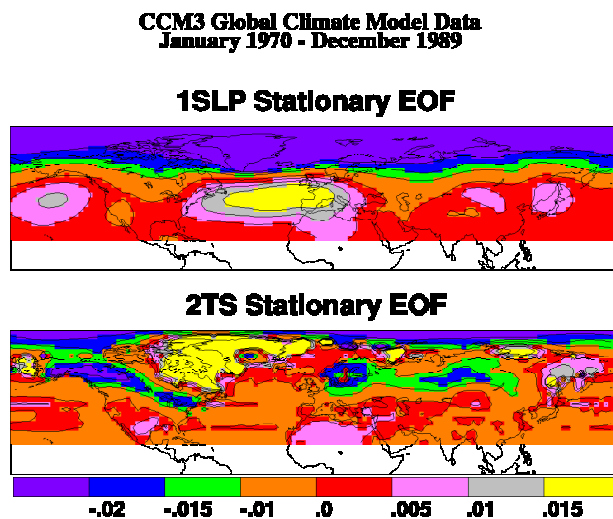 CCM3 Global Climate Model Data
January 1970 - December 1989
1SLP Stationary EOF
2TS Stationary EOF
-.02 -.015 -.01 .0 .005 .01 .015